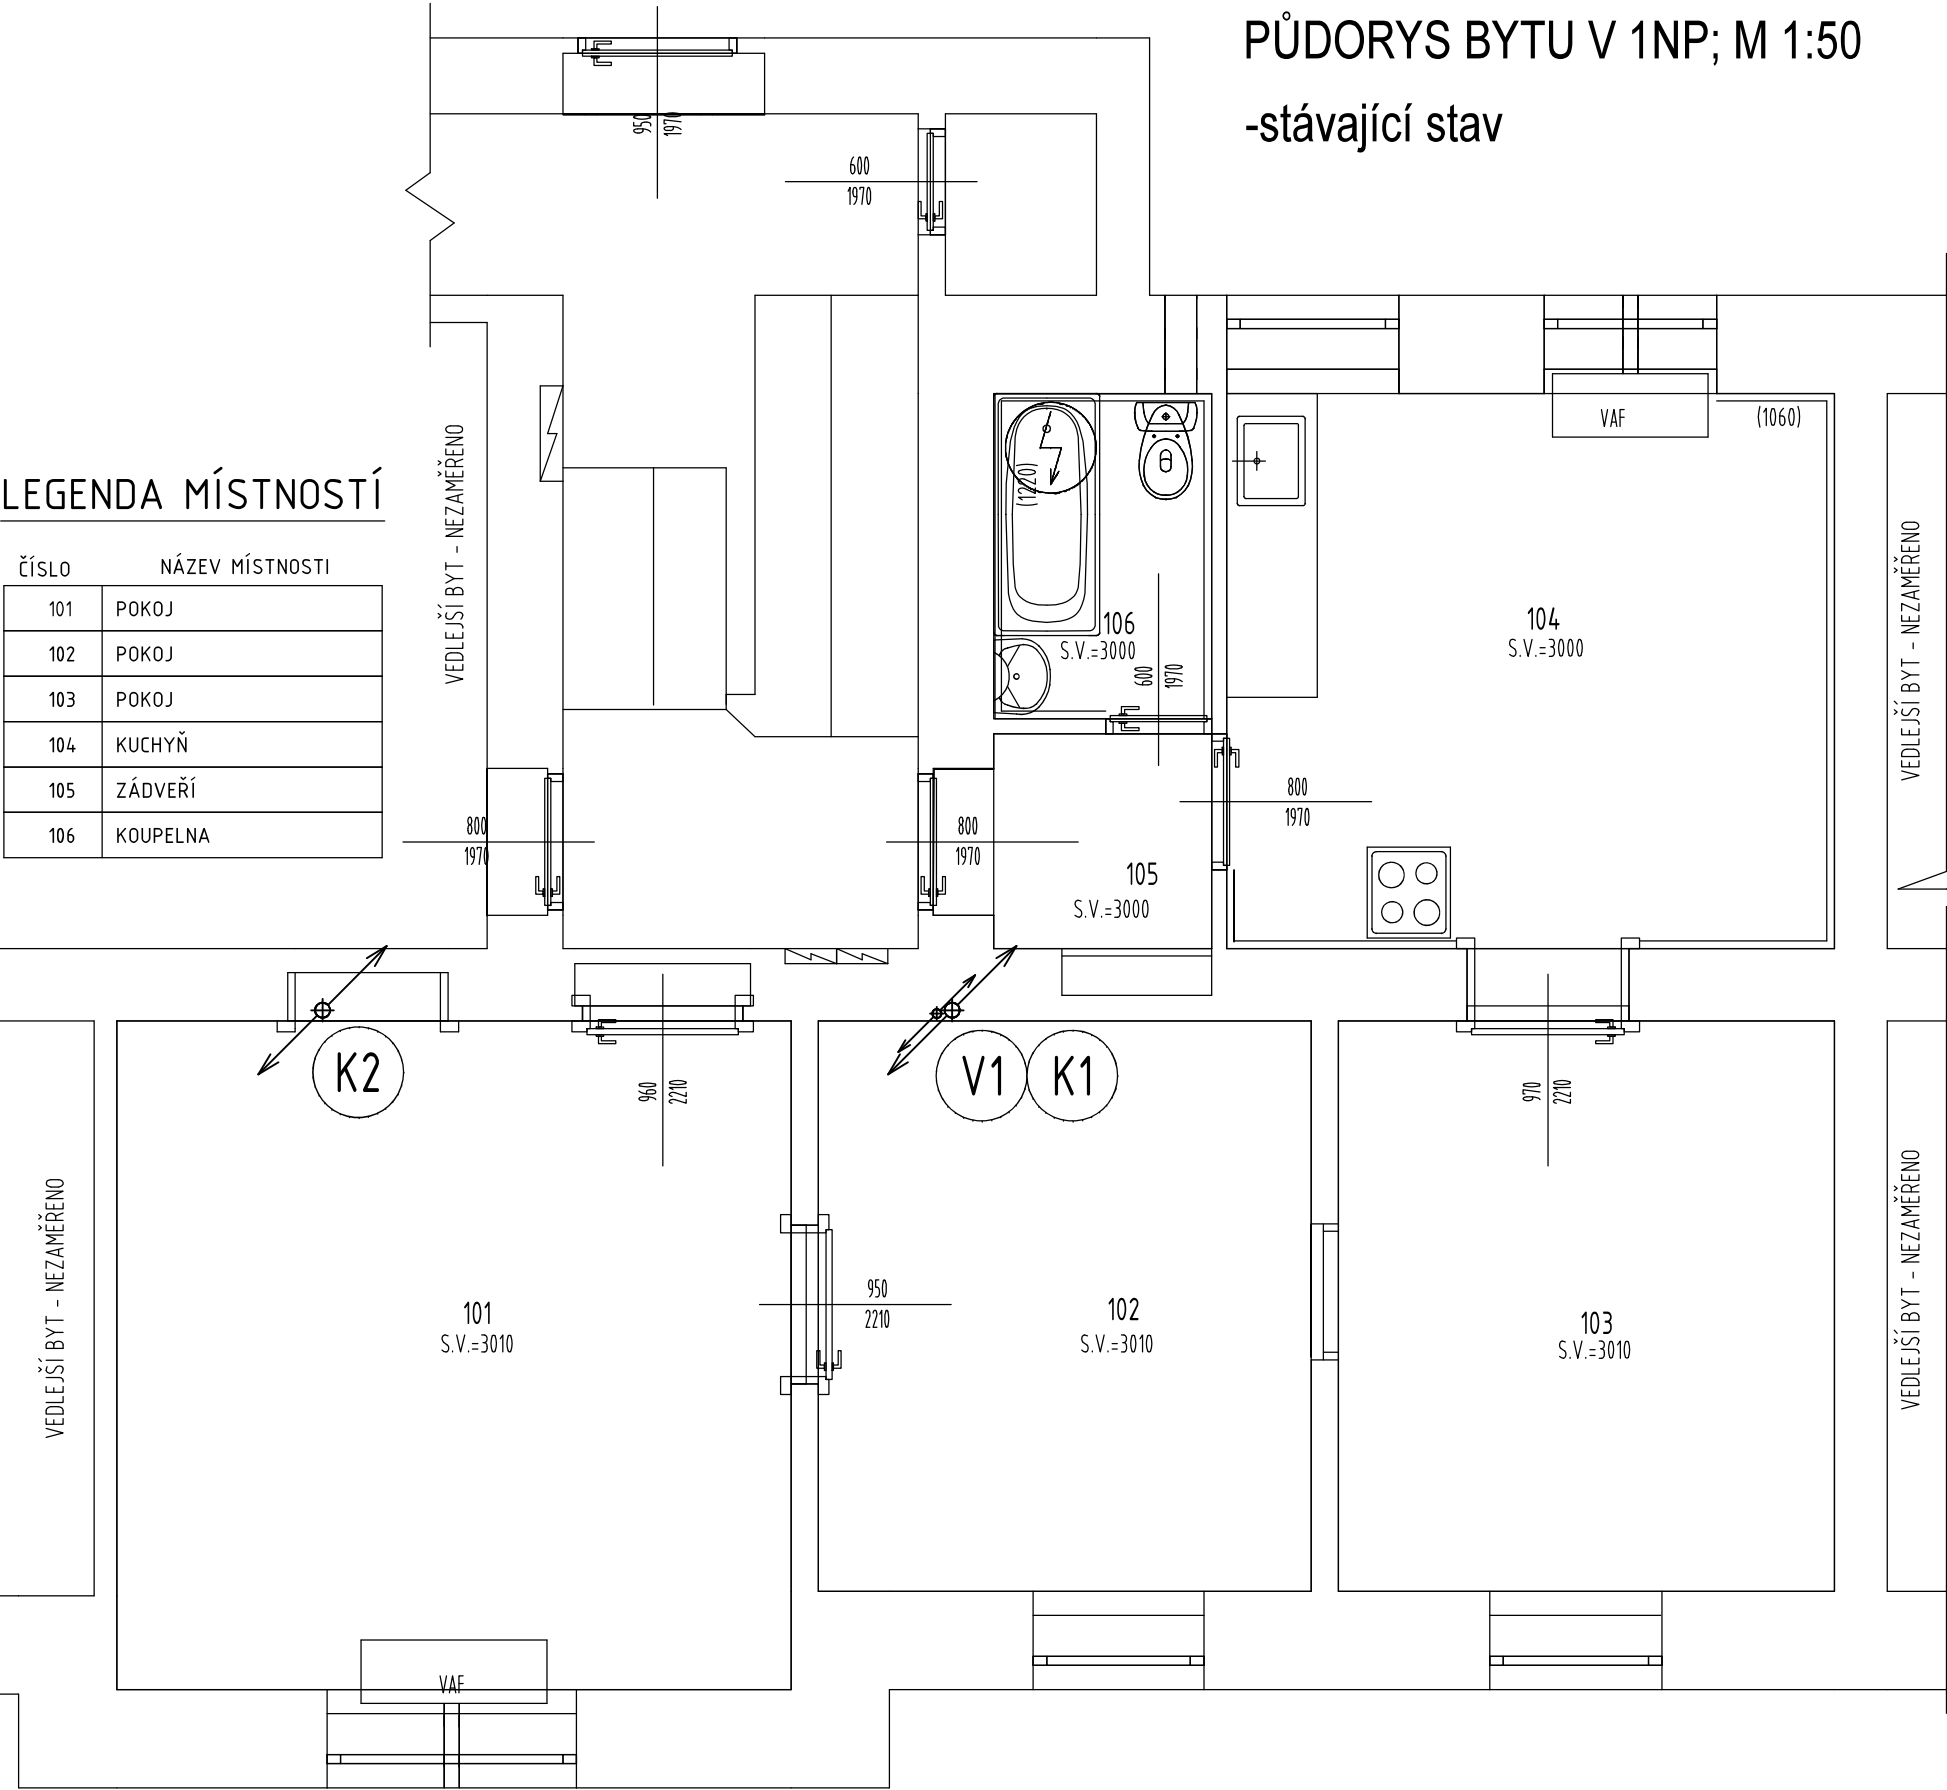 PŮDORYS BYTU V 1NP; M 1:50
-stávající stav
950
1970
600
1970
LEGENDA MÍSTNOSTÍ
ČÍSLO NÁZEV MÍSTNOSTI
101 POKOJ
102 POKOJ
103 POKOJ
104 KUCHYŇ
105 ZÁDVEŘÍ
106 KOUPELNA
VEDLEJŠÍ BYT - NEZAMĚŘENO
VAF
(1060)
(1220)
106
S.V.=3000
600
1970
104
S.V.=3000
VEDLEJŠÍ BYT - NEZAMĚŘENO
800
1970
800
1970
800
1970
105
S.V.=3000
K2
V1
K1
960
2210
970
2210
VEDLEJŠÍ BYT - NEZAMĚŘENO
101
S.V.=3010
950
2210
102
S.V.=3010
103
S.V.=3010
VEDLEJŠÍ BYT - NEZAMĚŘENO
VAF